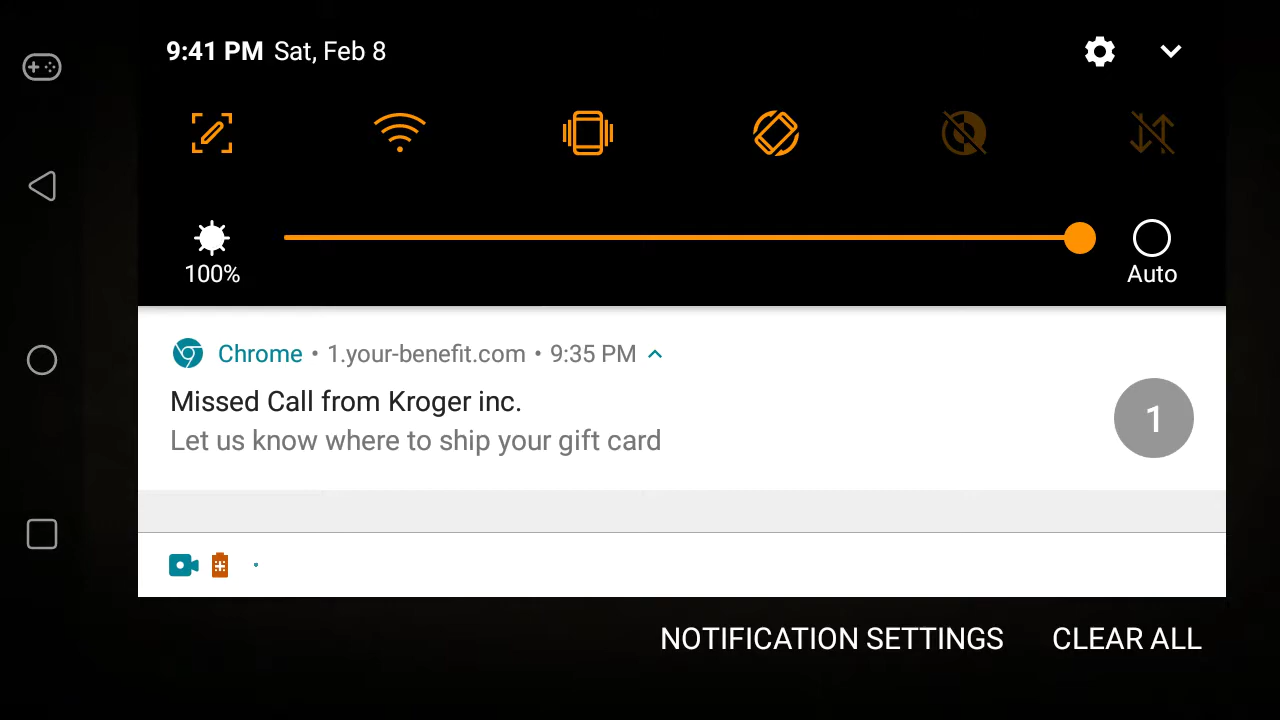 9:41 PM Sat, Feb 8
100%
Auto
Chrome • 1.your-benefit.com • 9:35 PM
Missed Call from Kroger inc.
Let us know where to ship your gift card
1
NOTIFICATION SETTINGS CLEAR ALL